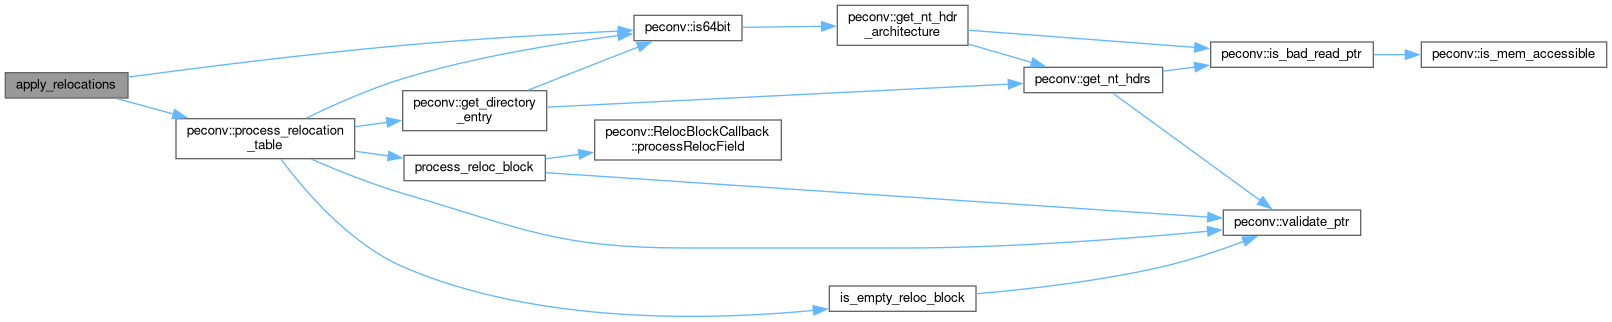 apply_relocations
peconv::process_relocation
_table
peconv::is64bit
peconv::get_directory
_entry
peconv::RelocBlockCallback
::processRelocField
process_reloc_block
peconv::get_nt_hdr
_architecture
is_empty_reloc_block
peconv::get_nt_hdrs
peconv::is_bad_read_ptr
peconv::validate_ptr
peconv::is_mem_accessible